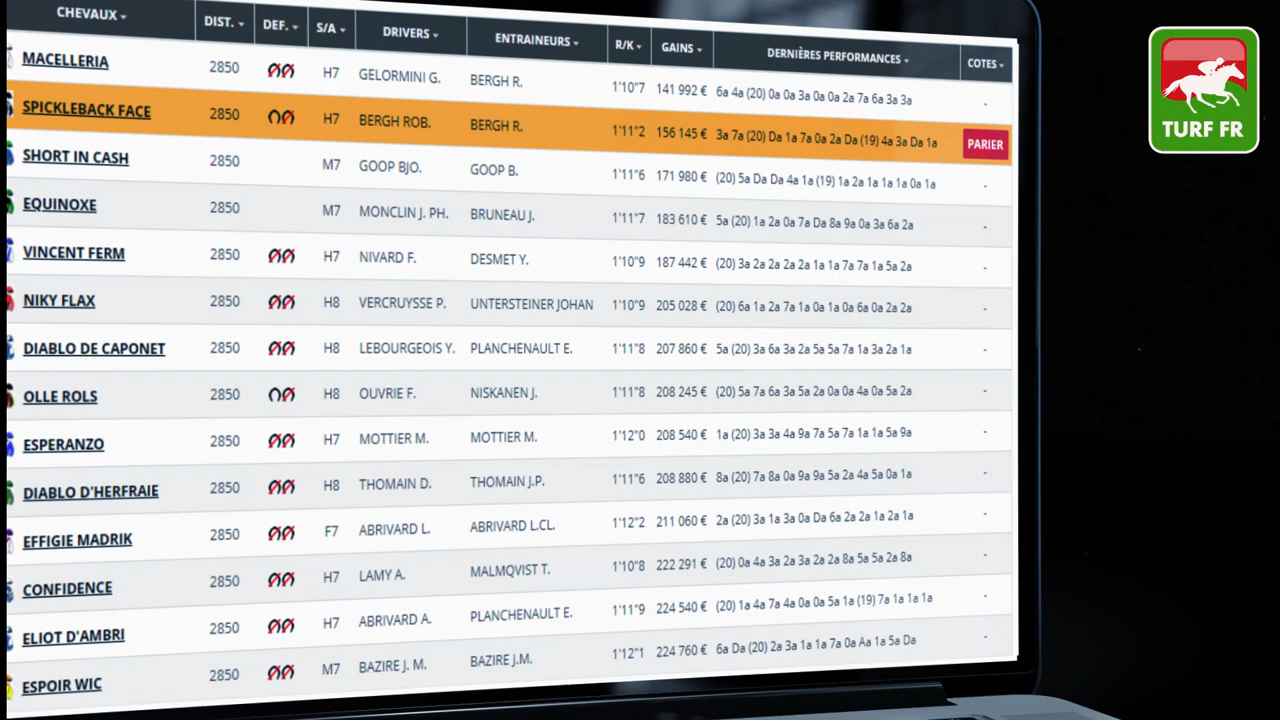 CHEVAUX DIST. DEF. S/A DRIVERS ENTRAINEURS R/K GAINS DERNIÈRES PERFORMANCES COTES
MACELLERIA 2850 H7 GELORMINI G. BERGH R. 1'10"7 141 992 € 6a 4a (20) 0a 0a 3a 0a 0a 2a 7a 6a 3a 3a -
SPICKLEBACK FACE 2850 H7 BERGH ROB. BERGH R. 1'11"2 156 145 € 3a 7a (20) Da 1a 7a 0a 2a Da (19) 4a 3a Da 1a PARIER
SHORT IN CASH 2850 M7 GOOP BJO. GOOP B. 1'11"6 171 980 € (20) 5a Da Da 4a 1a (19) 1a 2a 1a 1a 1a 0a 1a -
EQUINOXE 2850 M7 MONCLIN J. PH. BRUNEAU J. 1'11"7 183 610 € 5a (20) 1a 2a 0a 7a Da 8a 9a 0a 3a 6a 2a -
VINCENT FERM 2850 H7 NIVARD F. DESMET Y. 1'10"9 187 442 € (20) 3a 2a 2a 2a 2a 1a 1a 7a 7a 1a 5a 2a -
NIKY FLAX 2850 H8 VERCRUYSSE P. UNTERSTEINER JOHAN 1'10"9 205 028 € (20) 6a 1a 2a 7a 1a 0a 1a 0a 6a 0a 2a 2a -
DIABLO DE CAPONET 2850 H8 LEBOURGEOIS Y. PLANCHENAULT E. 1'11"8 207 860 € 5a (20) 3a 6a 3a 2a 5a 5a 7a 1a 3a 2a 1a -
OLLE ROLS 2850 H8 OUVRIE F. NISKANEN J. 1'11"8 208 245 € (20) 5a 7a 6a 3a 5a 2a 0a 0a 4a 0a 5a 2a -
ESPERANZO 2850 H7 MOTTIER M. MOTTIER M. 1'12"0 208 540 € 1a (20) 3a 3a 4a 9a 7a 5a 7a 1a 1a 5a 9a -
DIABLO D'HERFRAIE 2850 H8 THOMAIN D. THOMAIN J.P. 1'11"6 208 880 € 8a (20) 7a 8a 0a 9a 9a 5a 2a 4a 5a 0a 1a -
EFFIGIE MADRIK 2850 F7 ABRIVARD L. ABRIVARD L.CL. 1'12"2 211 060 € 2a (20) 3a 1a 3a 0a Da 6a 2a 2a 1a 2a 1a -
CONFIDENCE 2850 H7 LAMY A. MALMQVIST T. 1'10"8 222 291 € (20) 0a 4a 3a 2a 3a 2a 2a 8a 5a 5a 2a 8a -
ELIOT D'AMBRI 2850 H7 ABRIVARD A. PLANCHENAULT E. 1'11"9 224 540 € (20) 1a 4a 7a 4a 0a 0a 5a 1a (19) 7a 1a 1a 1a -
ESPOIR WIC 2850 M7 BAZIRE J. M. BAZIRE J.M. 1'12"1 224 760 € 6a Da (20) 2a 3a 1a 1a 7a 0a Aa 1a 5a Da -
TURF FR